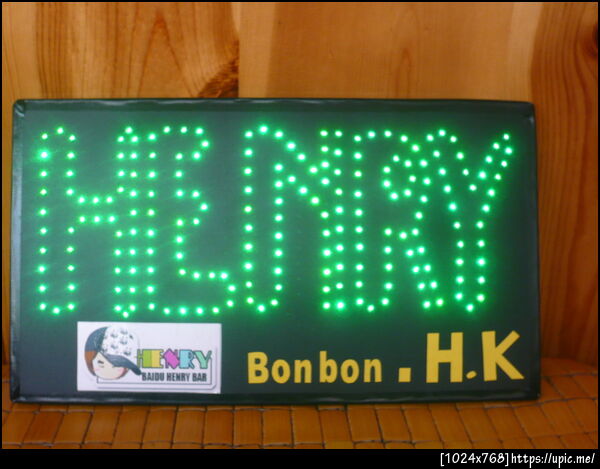 HENRY
HENRY
BAIDU HENRY BAR
Bonbon . H.K
[1024x768]https://upic.me/